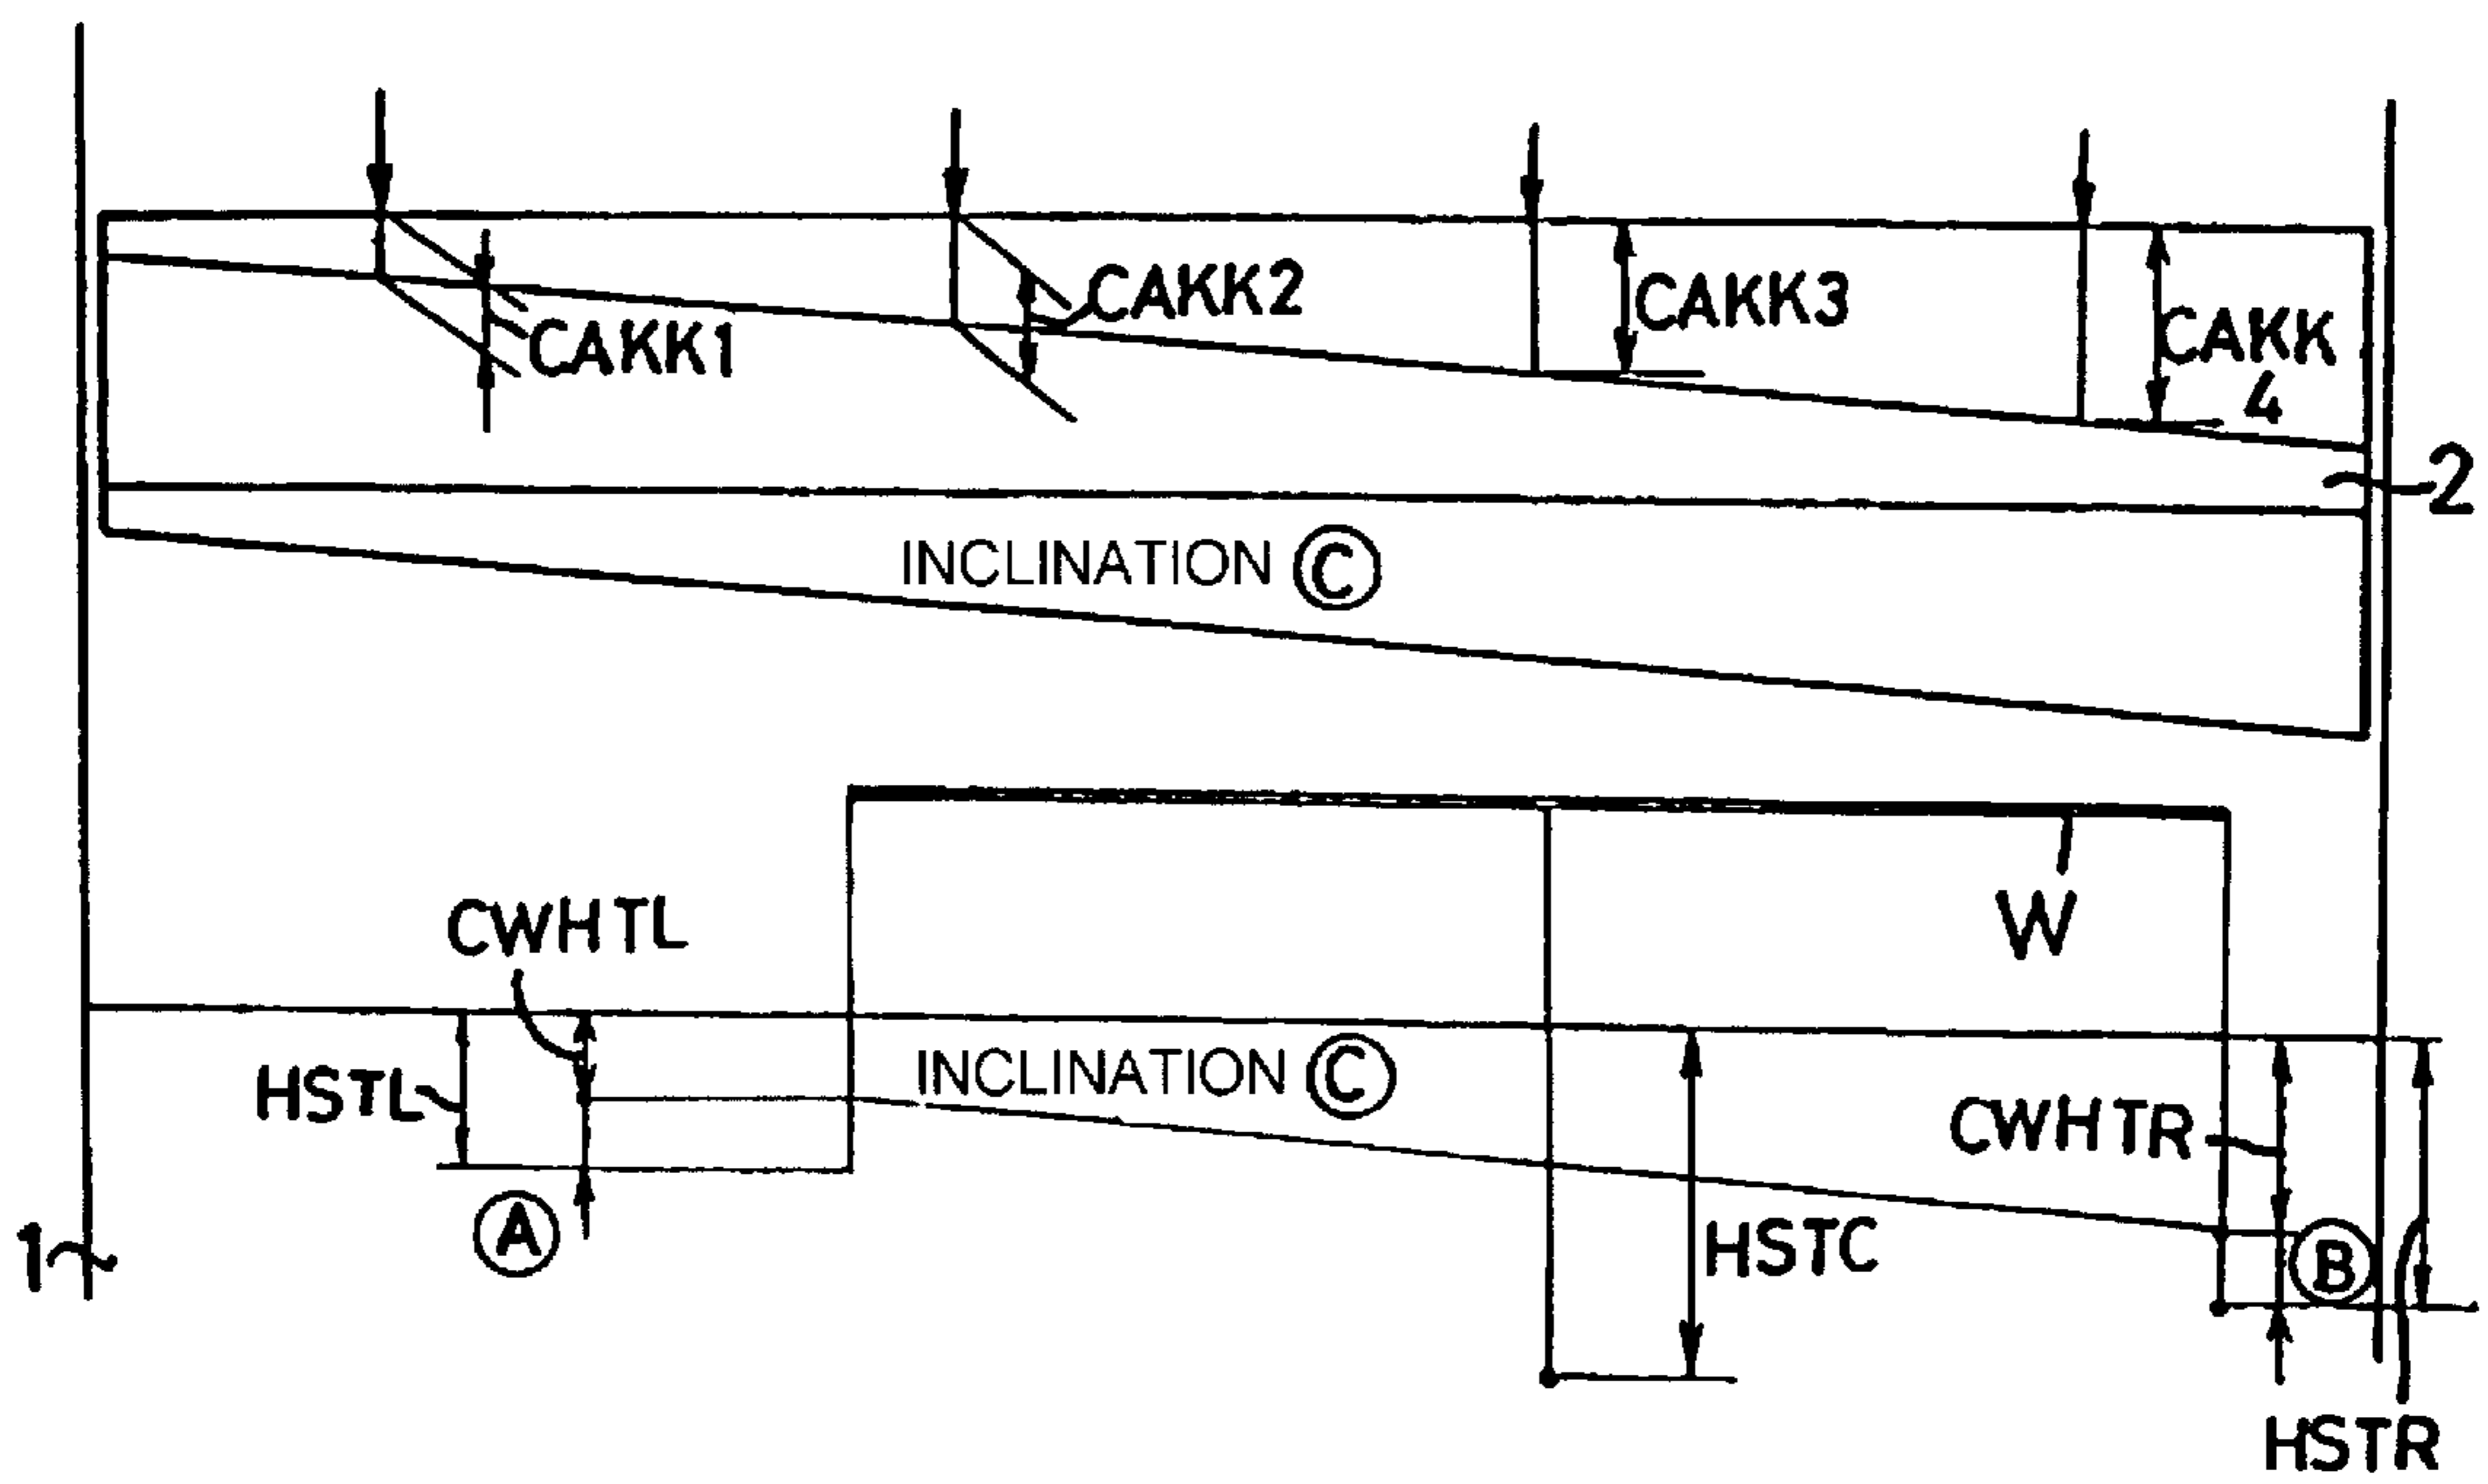 CAKK1
CAKK2
CAKK3
CAKK
4
2
INCLINATION Ⓒ
W
CWHTL
HSTL
INCLINATION Ⓒ
CWHTR
Ⓐ
HSTC
Ⓑ
1
HSTR